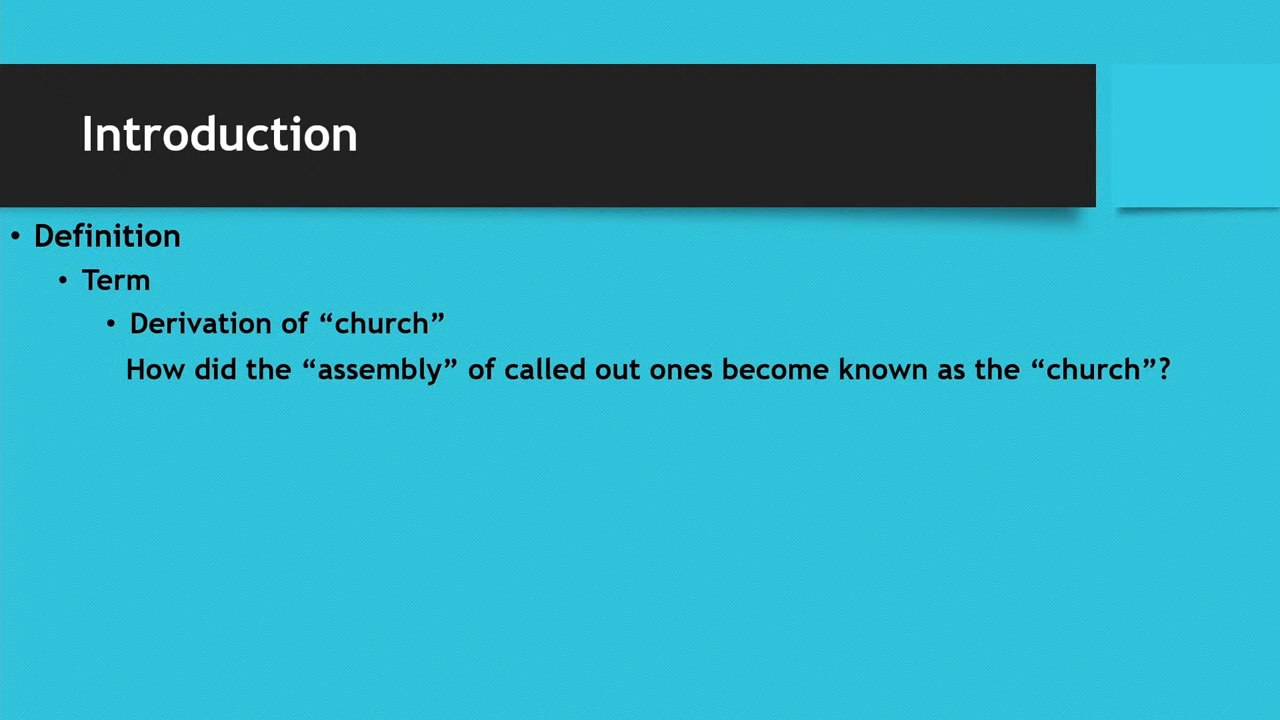 Introduction
• Definition
• Term
• Derivation of “church”
How did the “assembly” of called out ones become known as the “church”?